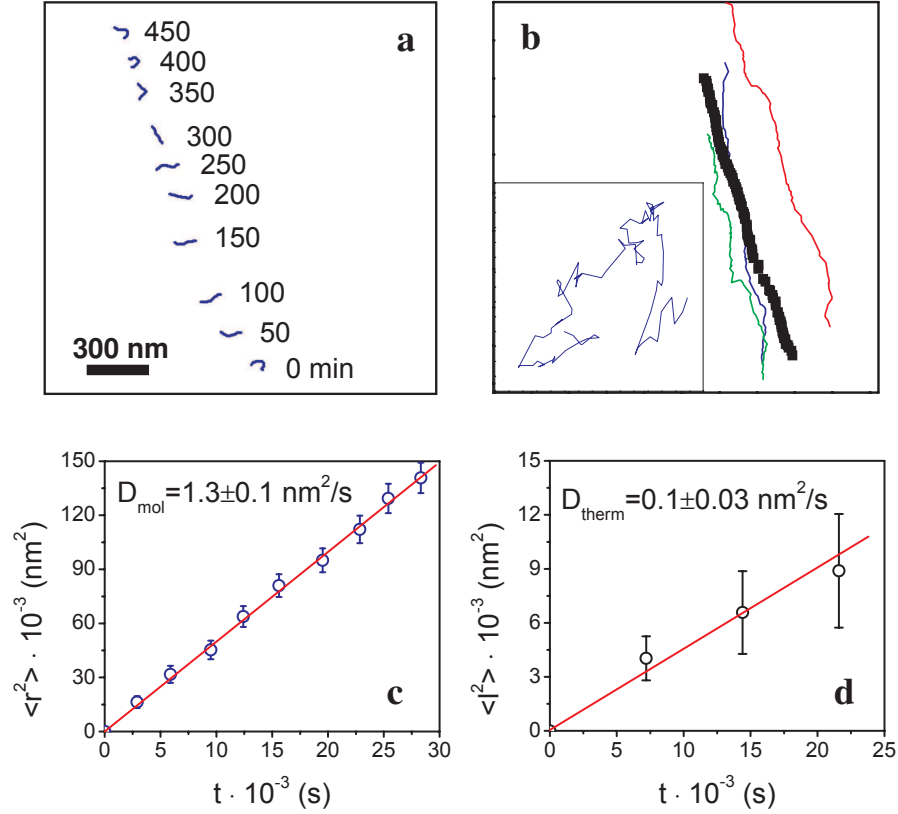 a
450
400
350
300
250
200
150
100
50
0 min
300 nm
b
150
120
90
60
30
0
0 5 10 15 20 25 30
<r²> · 10⁻³ (nm²)
t · 10⁻³ (s)
D_mol=1.3±0.1 nm²/s
c
15
12
9
6
3
0
0 5 10 15 20 25
<l²> · 10⁻³ (nm²)
t · 10⁻³ (s)
D_therm=0.1±0.03 nm²/s
d